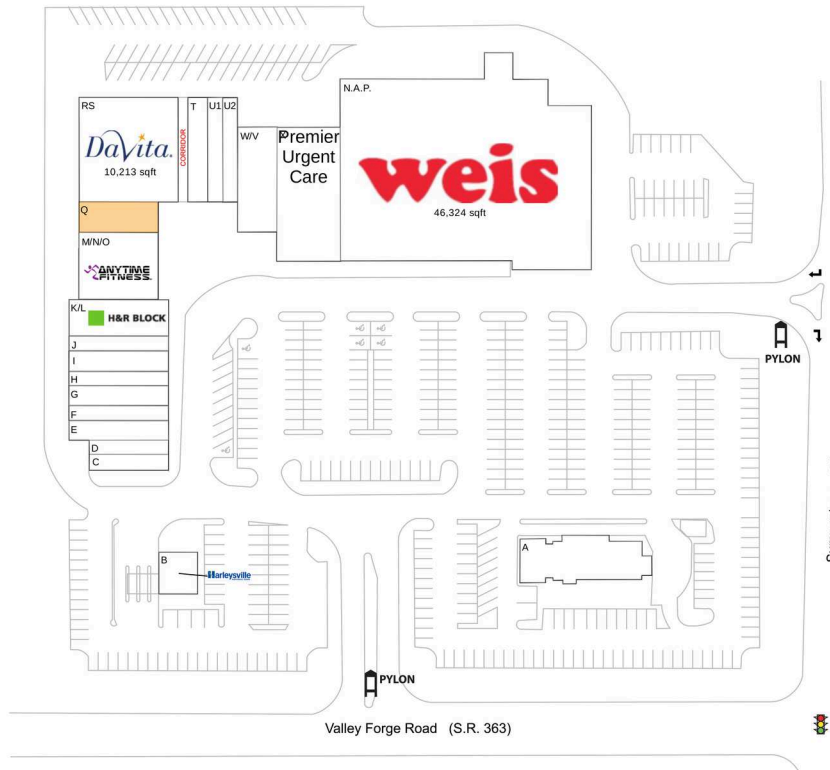 N.A.P.
RS
T
U1
U2
DaVita.
10,213 sqft
CORRIDOR
W/V
Premier
Urgent
Care
weis
46,324 sqft
Q
M/N/O
ANYTIME
FITNESS.
K/L
H&R BLOCK
J
I
H
G
F
E
D
C
PYLON
B
Harleysville
A
PYLON
Valley Forge Road (S.R. 363)